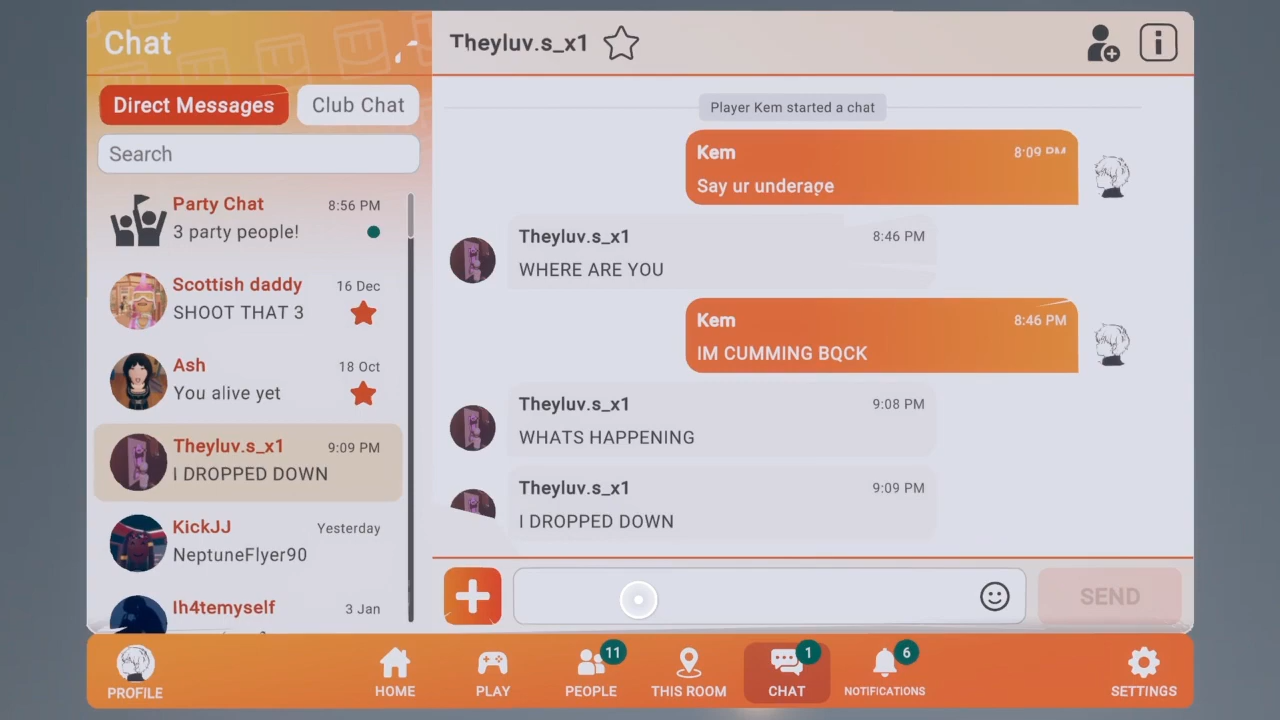 Chat
Direct Messages
Club Chat
Search
Party Chat
8:56 PM
3 party people!
Scottish daddy
16 Dec
SHOOT THAT 3
Ash
18 Oct
You alive yet
Theyluv.s_x1
9:09 PM
I DROPPED DOWN
KickJJ
Yesterday
NeptuneFlyer90
lh4temyself
3 Jan
Theyluv.s_x1
Player Kem started a chat
Kem
8:09 PM
Say ur underage
Theyluv.s_x1
8:46 PM
WHERE ARE YOU
Kem
8:46 PM
IM CUMMING BQCK
Theyluv.s_x1
9:08 PM
WHATS HAPPENING
Theyluv.s_x1
9:09 PM
I DROPPED DOWN
SEND
PROFILE
HOME
PLAY
11
PEOPLE
THIS ROOM
1
CHAT
6
NOTIFICATIONS
SETTINGS